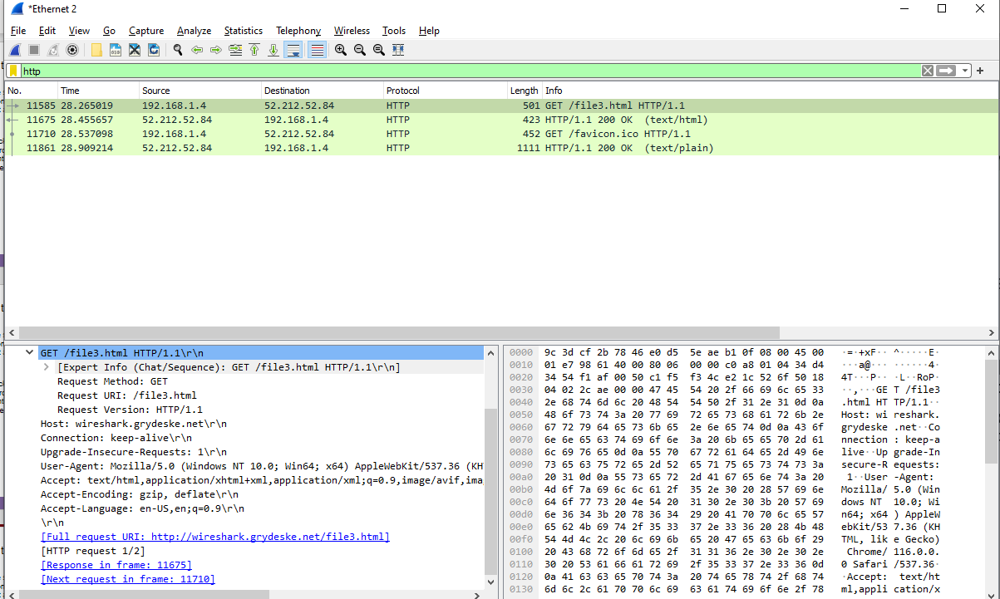 *Ethernet 2
File Edit View Go Capture Analyze Statistics Telephony Wireless Tools Help
http
No. Time Source Destination Protocol Length Info
11585 28.265019 192.168.1.4 52.212.52.84 HTTP 501 GET /file3.html HTTP/1.1
11675 28.455657 52.212.52.84 192.168.1.4 HTTP 423 HTTP/1.1 200 OK (text/html)
11710 28.537098 192.168.1.4 52.212.52.84 HTTP 452 GET /favicon.ico HTTP/1.1
11861 28.909214 52.212.52.84 192.168.1.4 HTTP 1111 HTTP/1.1 200 OK (text/plain)
GET /file3.html HTTP/1.1\r\n
[Expert Info (Chat/Sequence): GET /file3.html HTTP/1.1\r\n]
Request Method: GET
Request URI: /file3.html
Request Version: HTTP/1.1
Host: wireshark.grydeske.net\r\n
Connection: keep-alive\r\n
Upgrade-Insecure-Requests: 1\r\n
User-Agent: Mozilla/5.0 (Windows NT 10.0; Win64; x64) AppleWebKit/537.36 (KH
Accept: text/html,application/xhtml+xml,application/xml;q=0.9,image/avif,ima
Accept-Encoding: gzip, deflate\r\n
Accept-Language: en-US,en;q=0.9\r\n
\r\n
[Full request URI: http://wireshark.grydeske.net/file3.html]
[HTTP request 1/2]
[Response in frame: 11675]
[Next request in frame: 11710]
0000 9c 3d cf 2b 78 46 e0 d5 5e ae b1 0f 08 00 45 00 ·=·+xF·· ^·····E·
0010 01 e7 98 61 40 00 80 06 00 00 c0 a8 01 04 34 d4 ···a@··· ······4·
0020 34 54 f1 af 00 50 c1 f5 f3 4c e2 1c 52 6f 50 18 4T···P·· ·L··RoP·
0030 04 02 2c ae 00 00 47 45 54 20 2f 66 69 6c 65 33 ··,···GE T /file3
0040 2e 68 74 6d 6c 20 48 54 54 50 2f 31 2e 31 0d 0a .html HT TP/1.1··
0050 48 6f 73 74 3a 20 77 69 72 65 73 68 61 72 6b 2e Host: wi reshark.
0060 67 72 79 64 65 73 6b 65 2e 6e 65 74 0d 0a 43 6f grydeske .net··Co
0070 6e 6e 65 63 74 69 6f 6e 3a 20 6b 65 65 70 2d 61 nnection : keep-a
0080 6c 69 76 65 0d 0a 55 70 67 72 61 64 65 2d 49 6e live··Up grade-In
0090 73 65 63 75 72 65 2d 52 65 71 75 65 73 74 73 3a secure-R equests:
00a0 20 31 0d 0a 55 73 65 72 2d 41 67 65 6e 74 3a 20 1··User -Agent:
00b0 4d 6f 7a 69 6c 6c 61 2f 35 2e 30 20 28 57 69 6e Mozilla/ 5.0 (Win
00c0 64 6f 77 73 20 4e 54 20 31 30 2e 30 3b 20 57 69 dows NT 10.0; Wi
00d0 6e 36 34 3b 20 78 36 34 29 20 41 70 70 6c 65 57 n64; x64 ) AppleW
00e0 65 62 4b 69 74 2f 35 33 37 2e 33 36 20 28 4b 48 ebKit/53 7.36 (KH
00f0 54 4d 4c 2c 20 6c 69 6b 65 20 47 65 63 6b 6f 29 TML, lik e Gecko)
0100 20 43 68 72 6f 6d 65 2f 31 31 36 2e 30 2e 30 2e Chrome/ 116.0.0.
0110 30 20 53 61 66 61 72 69 2f 35 33 37 2e 33 36 0d 0 Safari /537.36·
0120 0a 41 63 63 65 70 74 3a 20 74 65 78 74 2f 68 74 ·Accept: text/ht
0130 6d 6c 2c 61 70 70 6c 69 63 61 74 69 6f 6e 2f 78 ml,appli cation/x